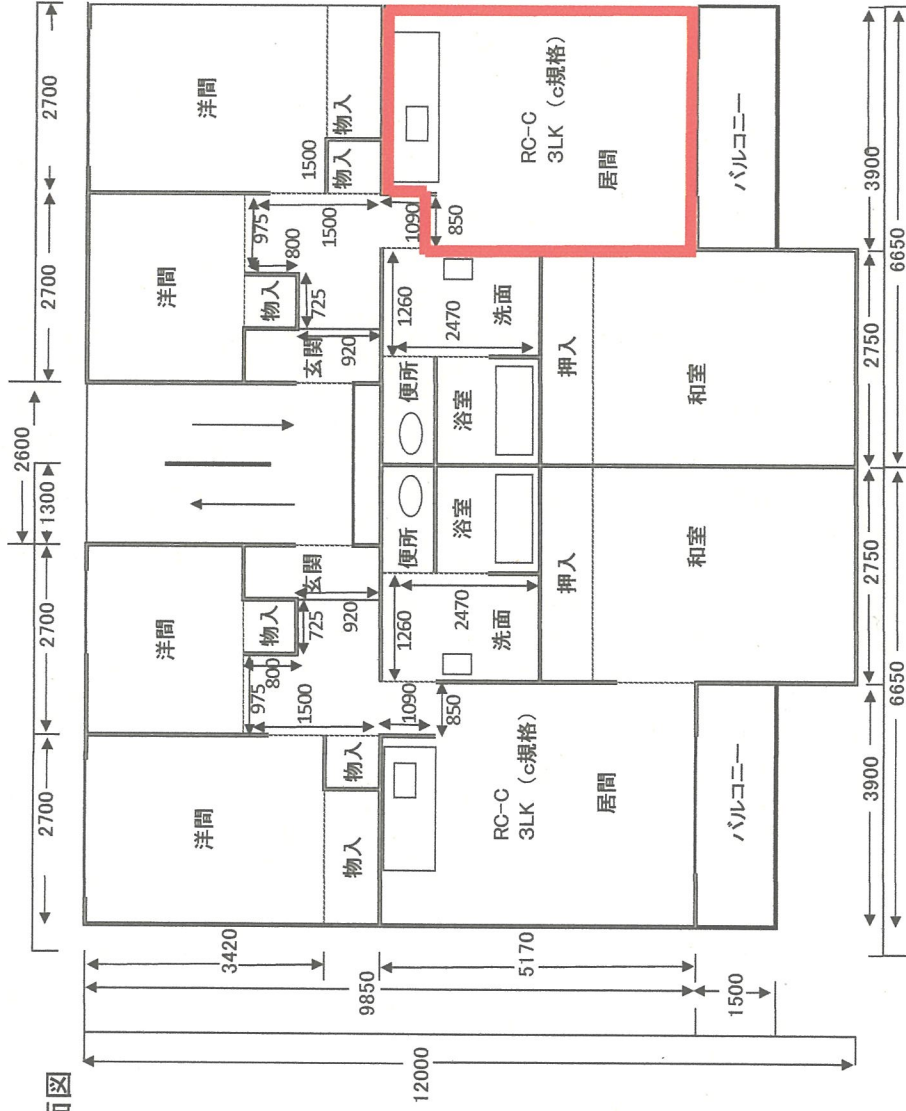 面図
2700
2700
2600
1300
2700
2700
洋間
洋間
洋間
洋間
物入
物入
1500
975
800
1500
物入
725
玄関
920
玄関
920
物入
725
975
800
1500
物入
物入
3420
9850
12000
5170
1500
1090
850
RC-C
3LK（c規格）
居間
1260
2470
洗面
便所
浴室
便所
浴室
1260
2470
洗面
1090
850
RC-C
3LK（c規格）
居間
押入
押入
和室
和室
バルコニー
バルコニー
3900
2750
2750
3900
6650
6650